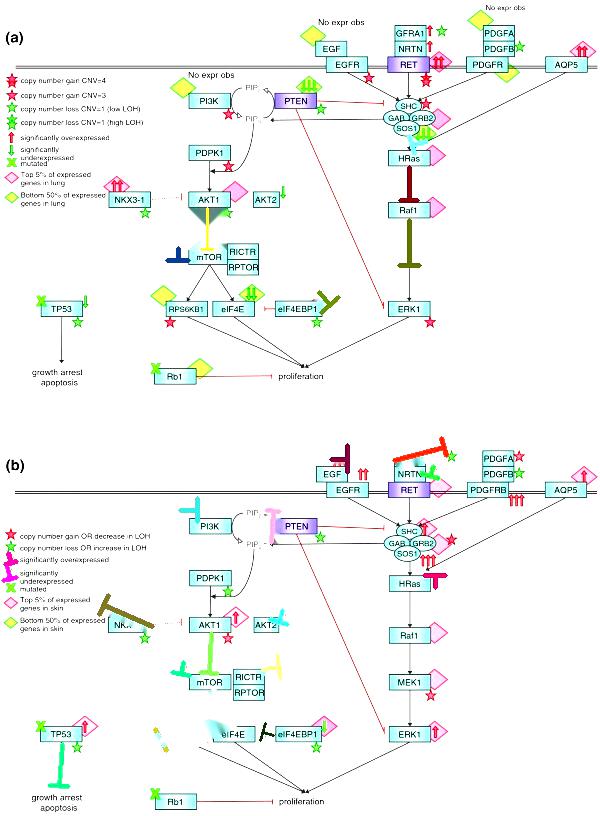 (a)
No expr obs
No expr obs
EGF
EGFR
GFRA1
NRTN
RET
PDGFA
PDGFB
PDGFR
AQP5
copy number gain CNV=4
copy number gain CNV=3
copy number loss CNV=1 (low LOH)
copy number loss CNV=1 (high LOH)
significantly overexpressed
significantly
underexpressed
mutated
Top 5% of expressed
genes in lung
Bottom 50% of expressed
genes in lung
No expr obs
PI3K
PIP
PIP
PTEN
SHC
GAB
GRB2
SOS1
HRas
Raf1
ERK1
PDPK1
NKX3-1
AKT1
AKT2
mTOR
RICTR
RPTOR
RPS6KB1
eIF4E
eIF4EBP1
TP53
growth arrest
apoptosis
Rb1
proliferation
(b)
EGF
EGFR
NRTN
RET
PDGFA
PDGFB
PDGFRB
AQP5
copy number gain OR decrease in LOH
copy number loss OR increase in LOH
significantly overexpressed
significantly
underexpressed
mutated
Top 5% of expressed
genes in skin
Bottom 50% of expressed
genes in skin
PI3K
PIP
PIP
PTEN
SHC
GAB
GRB2
SOS1
HRas
Raf1
MEK1
ERK1
PDPK1
AKT1
AKT2
mTOR
RICTR
RPTOR
eIF4E
eIF4EBP1
TP53
growth arrest
apoptosis
Rb1
proliferation